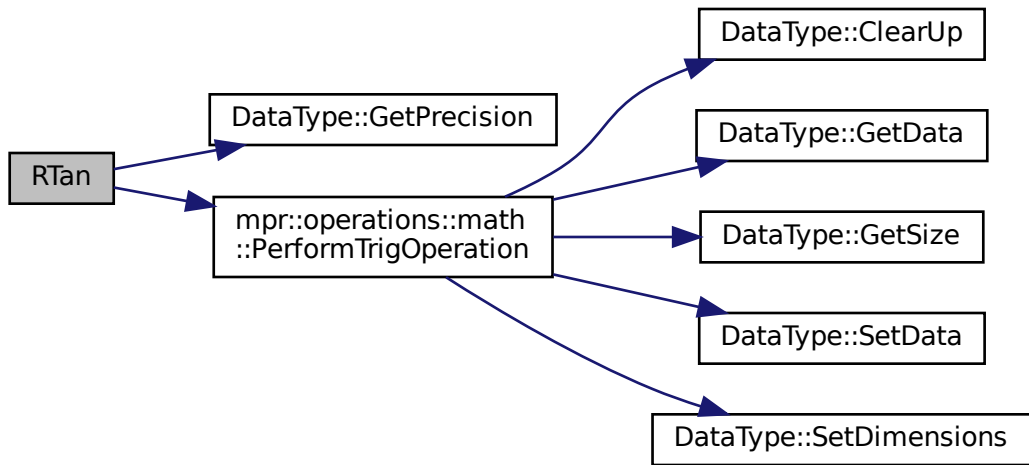 RTan
DataType::GetPrecision
mpr::operations::math
::PerformTrigOperation
DataType::ClearUp
DataType::GetData
DataType::GetSize
DataType::SetData
DataType::SetDimensions